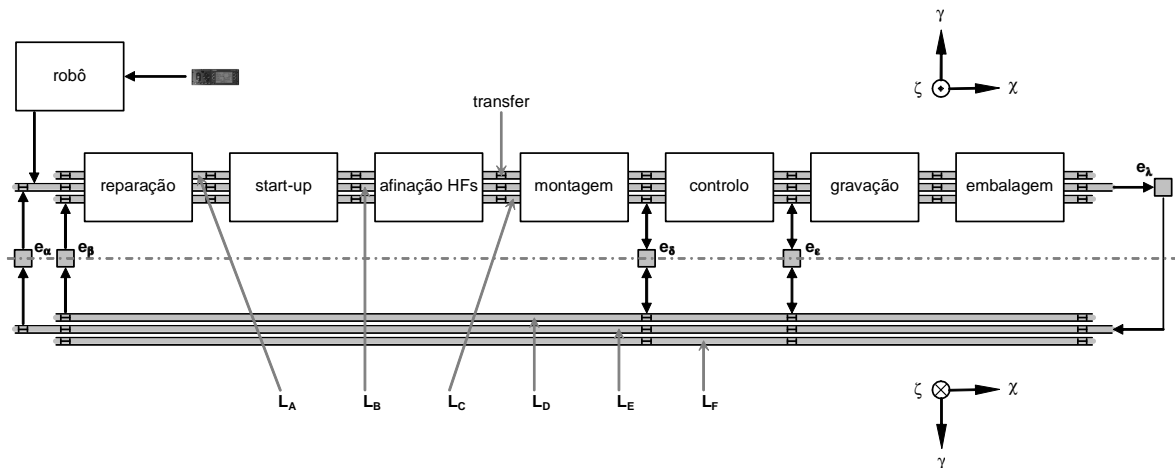 γ
robô
ζ
χ
transfer
reparação
start-up
afinação HFs
montagem
controlo
gravação
embalagem
eλ
eα
eβ
eδ
eε
LA
LB
LC
LD
LE
LF
ζ
χ
γ